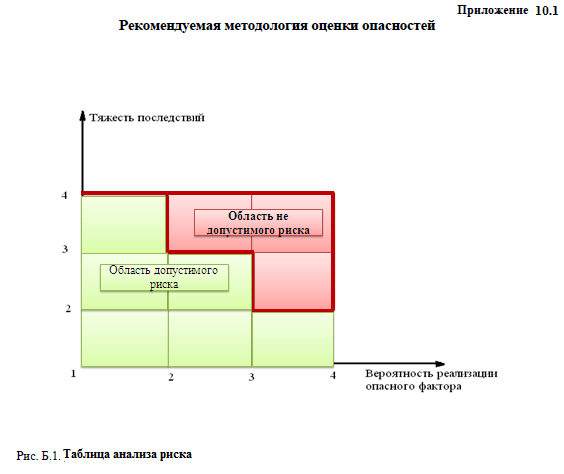 Приложение 10.1
Рекомендуемая методология оценки опасностей
Тяжесть последствий
4
Область не
допустимого риска
3
Область допустимого
риска
2
1
2
3
4
Вероятность реализации
опасного фактора
Рис. Б.1. Таблица анализа риска